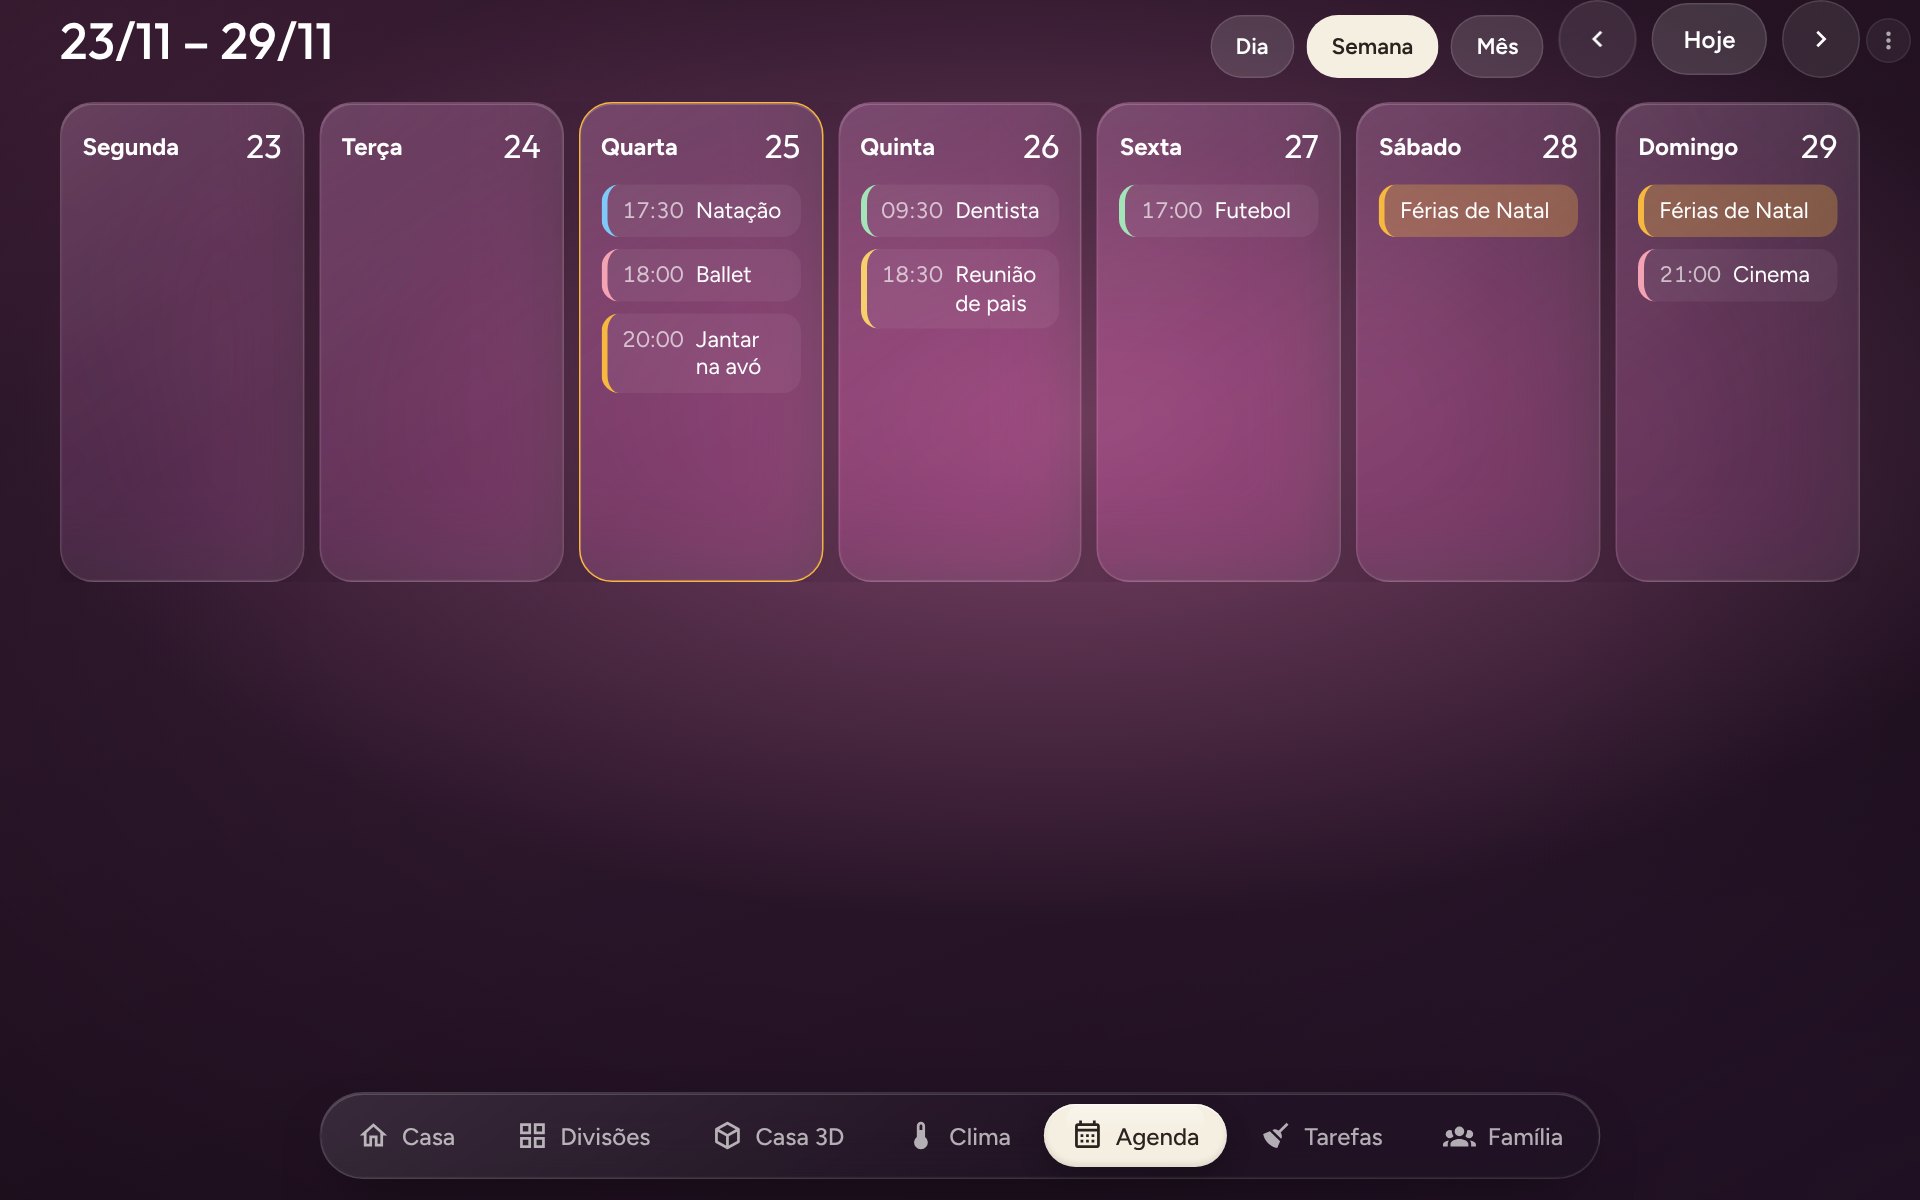 23/11 – 29/11
Dia
Semana
Mês
Hoje
Segunda 23
Terça 24
Quarta 25
17:30 Natação
18:00 Ballet
20:00 Jantar
na avó
Quinta 26
09:30 Dentista
18:30 Reunião
de pais
Sexta 27
17:00 Futebol
Sábado 28
Férias de Natal
Domingo 29
Férias de Natal
21:00 Cinema
Casa
Divisões
Casa 3D
Clima
Agenda
Tarefas
Família